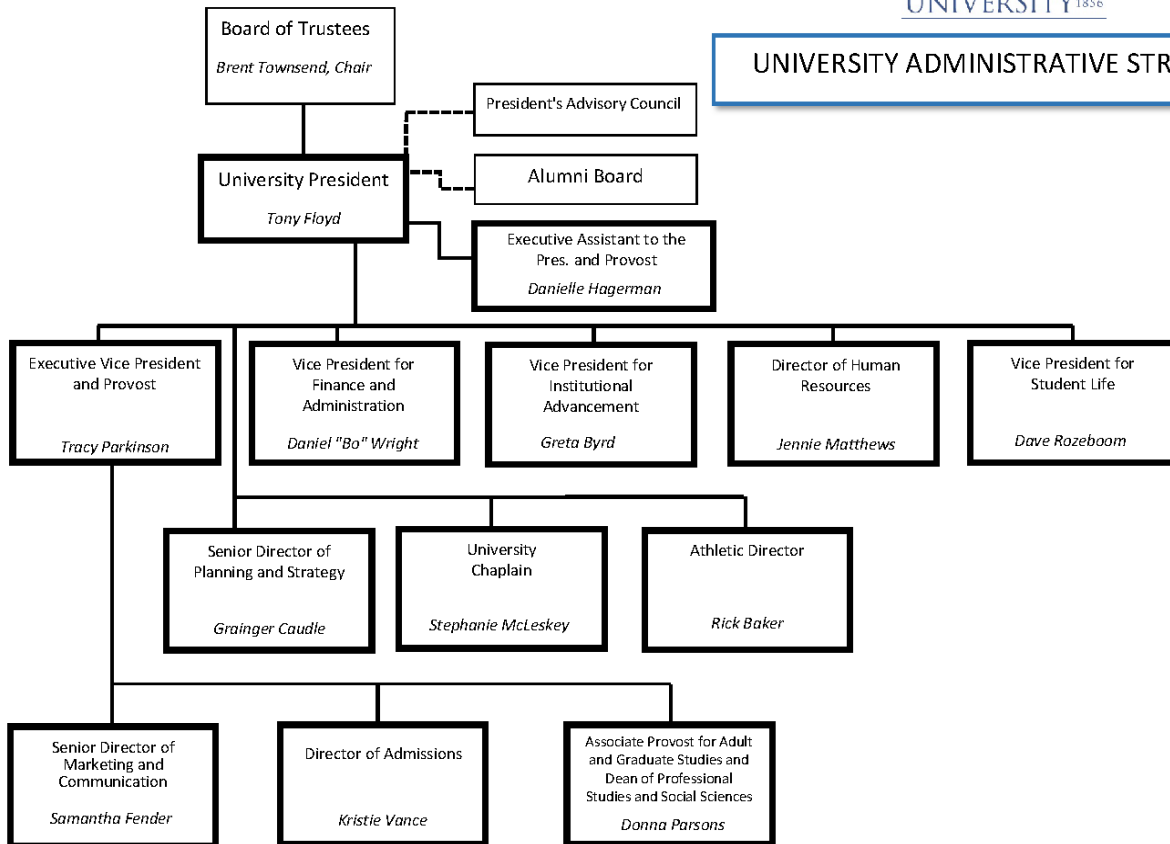 UNIVERSITY 1856
UNIVERSITY ADMINISTRATIVE STR
Board of Trustees
Brent Townsend, Chair
President's Advisory Council
Alumni Board
University President
Tony Floyd
Executive Assistant to the
Pres. and Provost
Danielle Hagerman
Executive Vice President
and Provost
Tracy Parkinson
Vice President for
Finance and
Administration
Daniel "Bo" Wright
Vice President for
Institutional
Advancement
Greta Byrd
Director of Human
Resources
Jennie Matthews
Vice President for
Student Life
Dave Rozeboom
Senior Director of
Planning and Strategy
Grainger Caudle
University
Chaplain
Stephanie McLeskey
Athletic Director
Rick Baker
Senior Director of
Marketing and
Communication
Samantha Fender
Director of Admissions
Kristie Vance
Associate Provost for Adult
and Graduate Studies and
Dean of Professional
Studies and Social Sciences
Donna Parsons